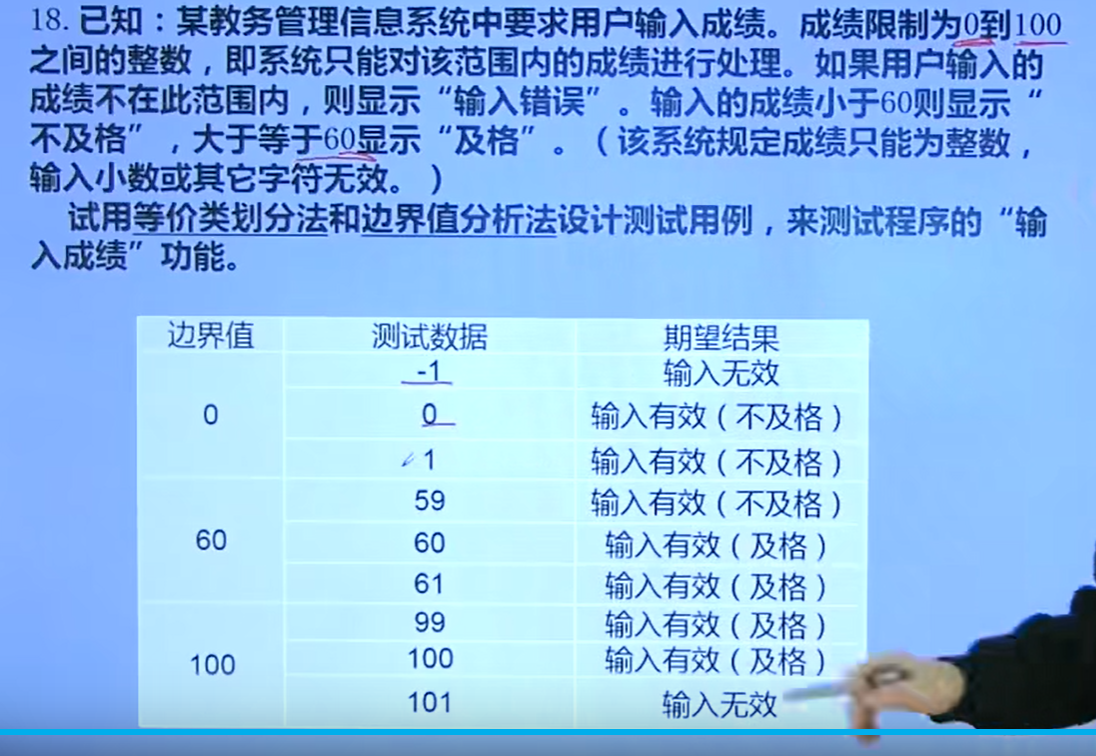 18. 已知：某教务管理信息系统中要求用户输入成绩。成绩限制为0到100
之间的整数，即系统只能对该范围内的成绩进行处理。如果用户输入的
成绩不在此范围内，则显示“输入错误”。输入的成绩小于60则显示“
不及格”，大于等于60显示“及格”。（该系统规定成绩只能为整数，
输入小数或其它字符无效。）
试用等价类划分法和边界值分析法设计测试用例，来测试程序的“输
入成绩”功能。
边界值 测试数据 期望结果
0 -1 输入无效
0 输入有效（不及格）
1 输入有效（不及格）
60 59 输入有效（不及格）
60 输入有效（及格）
61 输入有效（及格）
100 99 输入有效（及格）
100 输入有效（及格）
101 输入无效